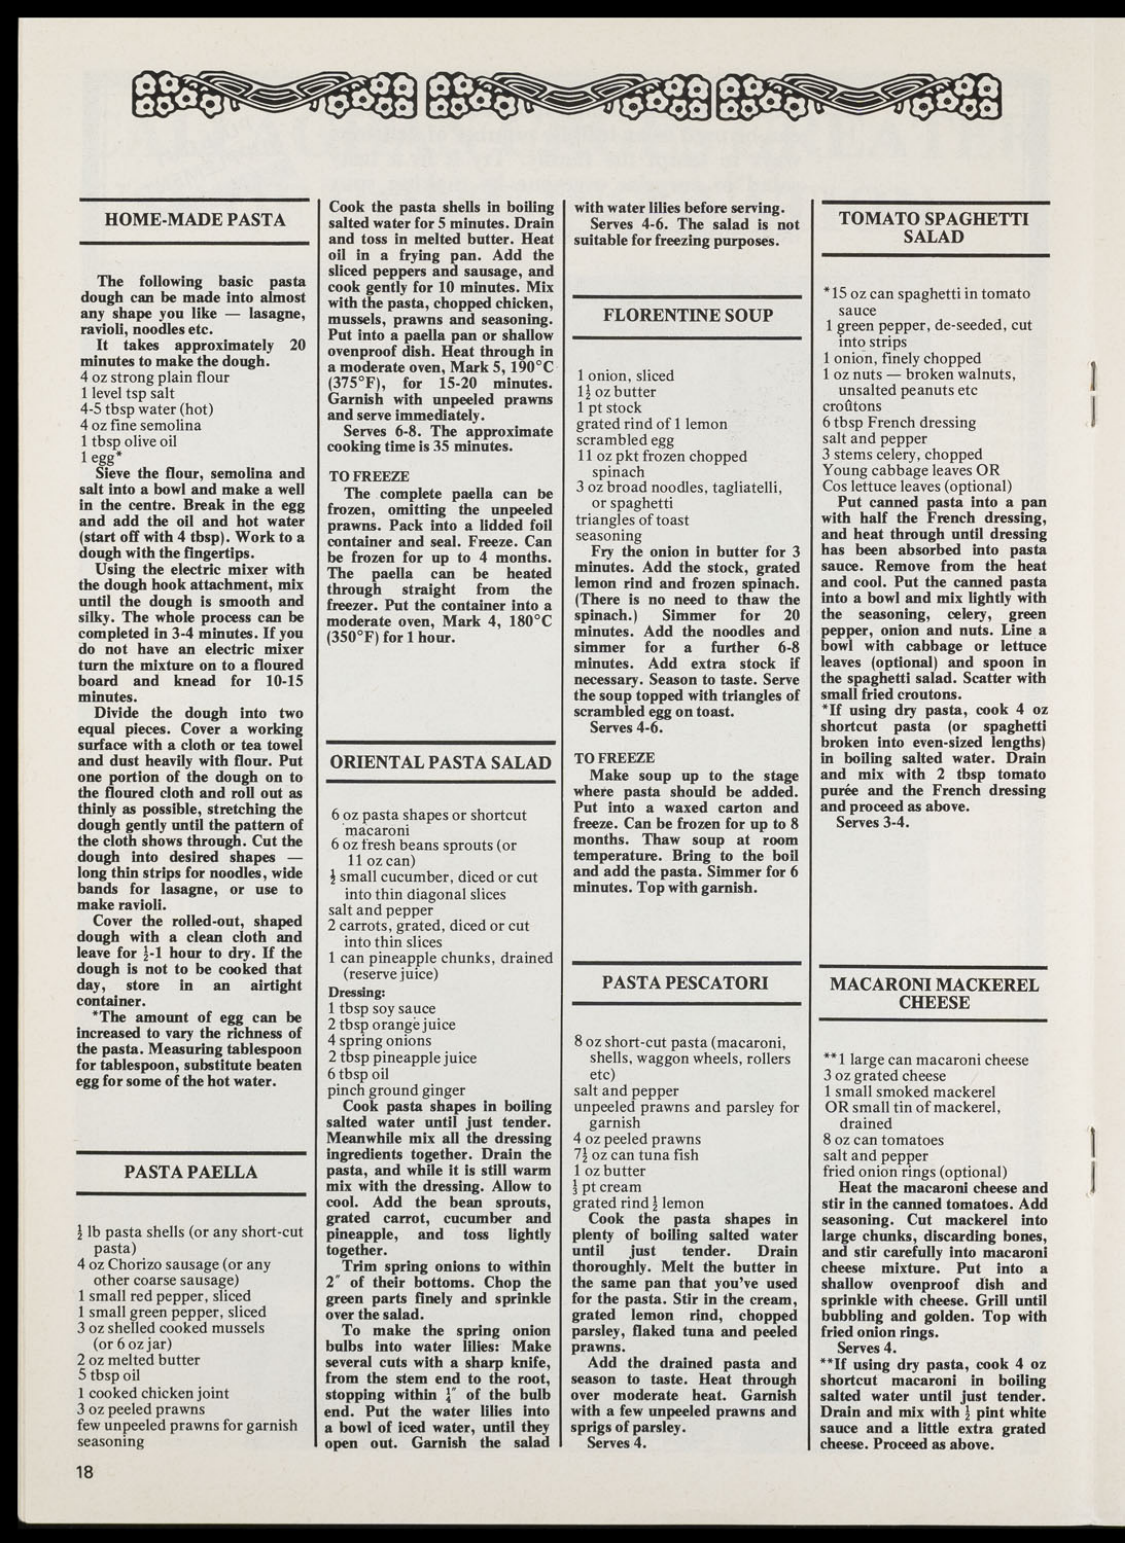 HOME-MADE PASTA
The following basic pasta
dough can be made into almost
any shape you like — lasagne,
ravioli, noodles etc.
It takes approximately 20
minutes to make the dough.
4 oz strong plain flour
1 level tsp salt
4-5 tbsp water (hot)
4 oz fine semolina
1 tbsp olive oil
1 egg*
Sieve the flour, semolina and
salt into a bowl and make a well
in the centre. Break in the egg
and add the oil and hot water
(start off with 4 tbsp). Work to a
dough with the fingertips.
Using the electric mixer with
the dough hook attachment, mix
until the dough is smooth and
silky. The whole process can be
completed in 3-4 minutes. If you
do not have an electric mixer
turn the mixture on to a floured
board and knead for 10-15
minutes.
Divide the dough into two
equal pieces. Cover a working
surface with a cloth or tea towel
and dust heavily with flour. Put
one portion of the dough on to
the floured cloth and roll out as
thinly as possible, stretching the
dough gently until the pattern of
the cloth shows through. Cut the
dough into desired shapes —
long thin strips for noodles, wide
bands for lasagne, or use to
make ravioli.
Cover the rolled-out, shaped
dough with a clean cloth and
leave for ½-1 hour to dry. If the
dough is not to be cooked that
day, store in an airtight
container.
*The amount of egg can be
increased to vary the richness of
the pasta. Measuring tablespoon
for tablespoon, substitute beaten
egg for some of the hot water.
PASTA PAELLA
½ lb pasta shells (or any short-cut
pasta)
4 oz Chorizo sausage (or any
other coarse sausage)
1 small red pepper, sliced
1 small green pepper, sliced
3 oz shelled cooked mussels
(or 6 oz jar)
2 oz melted butter
5 tbsp oil
1 cooked chicken joint
3 oz peeled prawns
few unpeeled prawns for garnish
seasoning
Cook the pasta shells in boiling
salted water for 5 minutes. Drain
and toss in melted butter. Heat
oil in a frying pan. Add the
sliced peppers and sausage, and
cook gently for 10 minutes. Mix
with the pasta, chopped chicken,
mussels, prawns and seasoning.
Put into a paella pan or shallow
ovenproof dish. Heat through in
a moderate oven, Mark 5, 190°C
(375°F), for 15-20 minutes.
Garnish with unpeeled prawns
and serve immediately.
Serves 6-8. The approximate
cooking time is 35 minutes.
TO FREEZE
The complete paella can be
frozen, omitting the unpeeled
prawns. Pack into a lidded foil
container and seal. Freeze. Can
be frozen for up to 4 months.
The paella can be heated
through straight from the
freezer. Put the container into a
moderate oven, Mark 4, 180°C
(350°F) for 1 hour.
ORIENTAL PASTA SALAD
6 oz pasta shapes or shortcut
macaroni
6 oz fresh beans sprouts (or
11 oz can)
½ small cucumber, diced or cut
into thin diagonal slices
salt and pepper
2 carrots, grated, diced or cut
into thin slices
1 can pineapple chunks, drained
(reserve juice)
Dressing:
1 tbsp soy sauce
2 tbsp orange juice
4 spring onions
2 tbsp pineapple juice
6 tbsp oil
pinch ground ginger
Cook pasta shapes in boiling
salted water until just tender.
Meanwhile mix all the dressing
ingredients together. Drain the
pasta, and while it is still warm
mix with the dressing. Allow to
cool. Add the bean sprouts,
grated carrot, cucumber and
pineapple, and toss lightly
together.
Trim spring onions to within
2″ of their bottoms. Chop the
green parts finely and sprinkle
over the salad.
To make the spring onion
bulbs into water lilies: Make
several cuts with a sharp knife,
from the stem end to the root,
stopping within ¼″ of the bulb
end. Put the water lilies into
a bowl of iced water, until they
open out. Garnish the salad
with water lilies before serving.
Serves 4-6. The salad is not
suitable for freezing purposes.
FLORENTINE SOUP
1 onion, sliced
1½ oz butter
1 pt stock
grated rind of 1 lemon
scrambled egg
11 oz pkt frozen chopped
spinach
3 oz broad noodles, tagliatelli,
or spaghetti
triangles of toast
seasoning
Fry the onion in butter for 3
minutes. Add the stock, grated
lemon rind and frozen spinach.
(There is no need to thaw the
spinach.) Simmer for 20
minutes. Add the noodles and
simmer for a further 6-8
minutes. Add extra stock if
necessary. Season to taste. Serve
the soup topped with triangles of
scrambled egg on toast.
Serves 4-6.
TO FREEZE
Make soup up to the stage
where pasta should be added.
Put into a waxed carton and
freeze. Can be frozen for up to 8
months. Thaw soup at room
temperature. Bring to the boil
and add the pasta. Simmer for 6
minutes. Top with garnish.
PASTA PESCATORI
8 oz short-cut pasta (macaroni,
shells, waggon wheels, rollers
etc)
salt and pepper
unpeeled prawns and parsley for
garnish
4 oz peeled prawns
7½ oz can tuna fish
1 oz butter
⅓ pt cream
grated rind ½ lemon
Cook the pasta shapes in
plenty of boiling salted water
until just tender. Drain
thoroughly. Melt the butter in
the same pan that you've used
for the pasta. Stir in the cream,
grated lemon rind, chopped
parsley, flaked tuna and peeled
prawns.
Add the drained pasta and
season to taste. Heat through
over moderate heat. Garnish
with a few unpeeled prawns and
sprigs of parsley.
Serves 4.
TOMATO SPAGHETTI
SALAD
*15 oz can spaghetti in tomato
sauce
1 green pepper, de-seeded, cut
into strips
1 onion, finely chopped
1 oz nuts — broken walnuts,
unsalted peanuts etc
croûtons
6 tbsp French dressing
salt and pepper
3 stems celery, chopped
Young cabbage leaves OR
Cos lettuce leaves (optional)
Put canned pasta into a pan
with half the French dressing,
and heat through until dressing
has been absorbed into pasta
sauce. Remove from the heat
and cool. Put the canned pasta
into a bowl and mix lightly with
the seasoning, celery, green
pepper, onion and nuts. Line a
bowl with cabbage or lettuce
leaves (optional) and spoon in
the spaghetti salad. Scatter with
small fried croutons.
*If using dry pasta, cook 4 oz
shortcut pasta (or spaghetti
broken into even-sized lengths)
in boiling salted water. Drain
and mix with 2 tbsp tomato
purée and the French dressing
and proceed as above.
Serves 3-4.
MACARONI MACKEREL
CHEESE
**1 large can macaroni cheese
3 oz grated cheese
1 small smoked mackerel
OR small tin of mackerel,
drained
8 oz can tomatoes
salt and pepper
fried onion rings (optional)
Heat the macaroni cheese and
stir in the canned tomatoes. Add
seasoning. Cut mackerel into
large chunks, discarding bones,
and stir carefully into macaroni
cheese mixture. Put into a
shallow ovenproof dish and
sprinkle with cheese. Grill until
bubbling and golden. Top with
fried onion rings.
Serves 4.
**If using dry pasta, cook 4 oz
shortcut macaroni in boiling
salted water until just tender.
Drain and mix with ½ pint white
sauce and a little extra grated
cheese. Proceed as above.
18